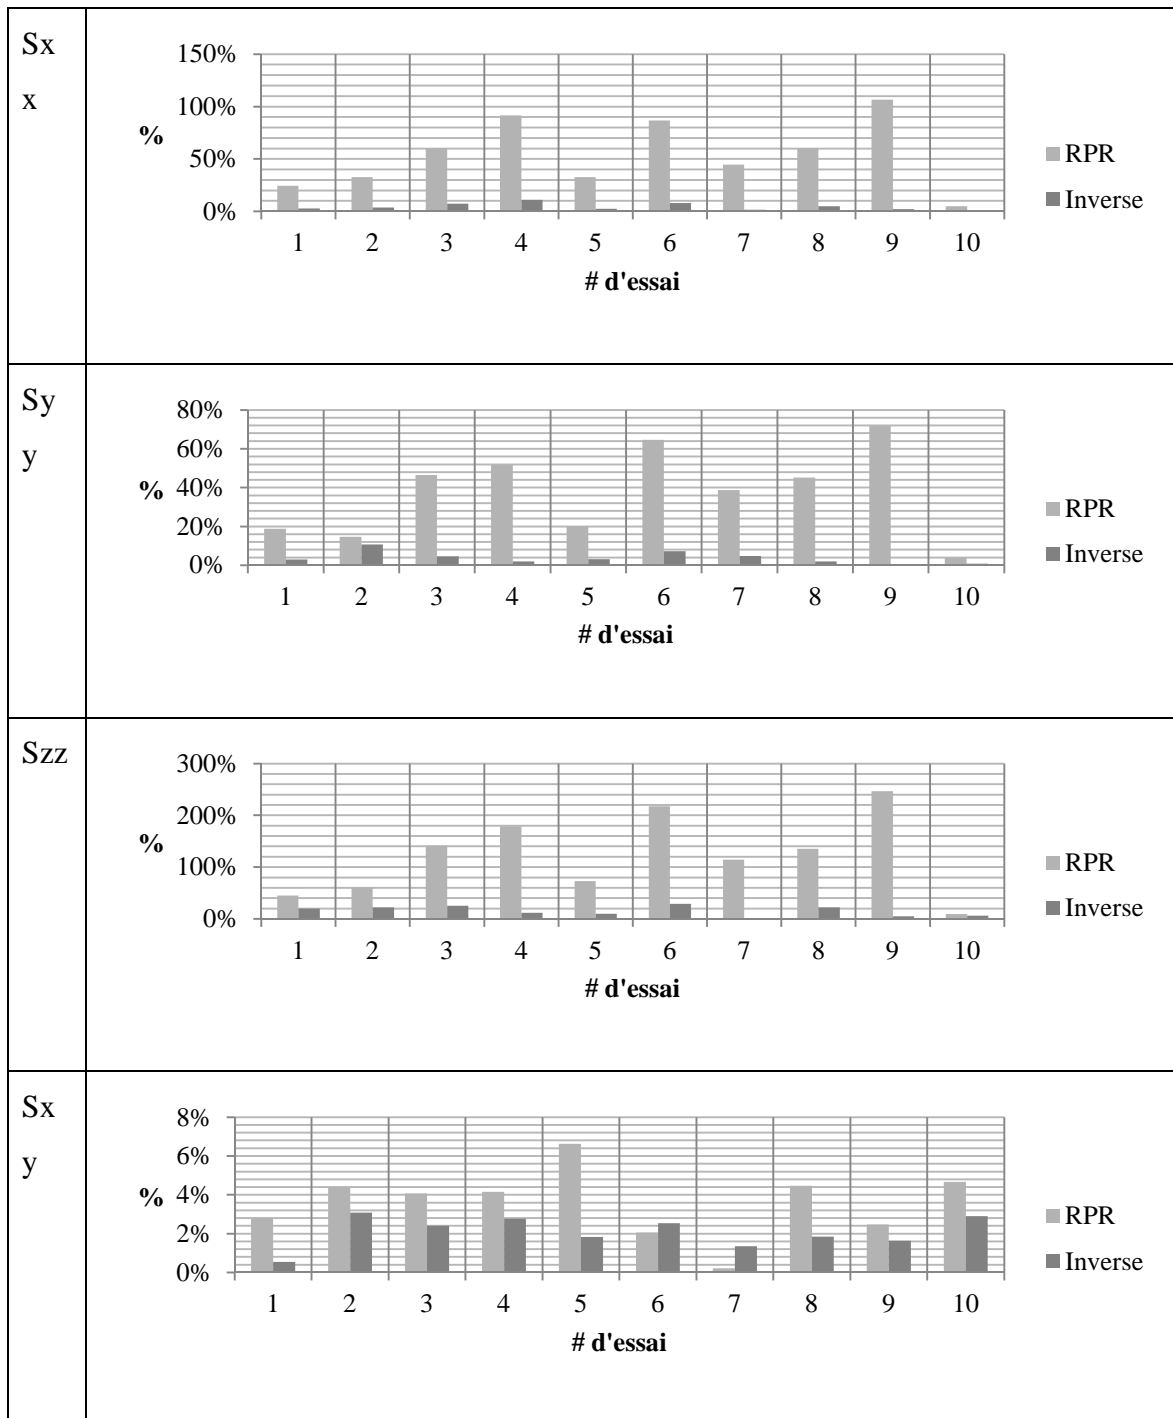 Sx
x
150%
100%
50%
0%
%
1 2 3 4 5 6 7 8 9 10
# d'essai
RPR
Inverse
Sy
y
80%
60%
40%
20%
0%
%
1 2 3 4 5 6 7 8 9 10
# d'essai
RPR
Inverse
Szz
300%
200%
100%
0%
%
1 2 3 4 5 6 7 8 9 10
# d'essai
RPR
Inverse
Sx
y
8%
6%
4%
2%
0%
%
1 2 3 4 5 6 7 8 9 10
# d'essai
RPR
Inverse